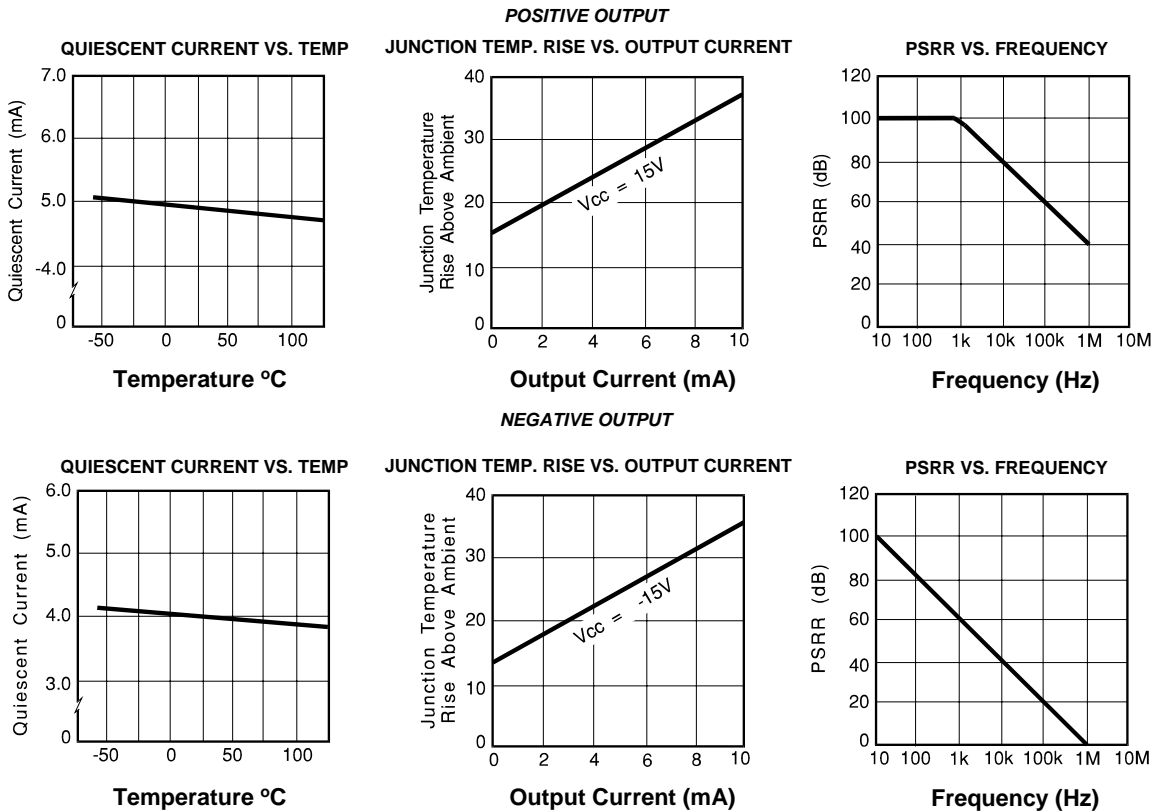 POSITIVE OUTPUT
QUIESCENT CURRENT VS. TEMP
7.0
6.0
5.0
-4.0
0
Quiescent Current (mA)
-50 0 50 100
Temperature °C
JUNCTION TEMP. RISE VS. OUTPUT CURRENT
40
30
20
10
0
Junction Temperature
Rise Above Ambient
Vcc = 15V
0 2 4 6 8 10
Output Current (mA)
PSRR VS. FREQUENCY
120
100
80
60
40
20
0
PSRR (dB)
10 100 1k 10k 100k 1M 10M
Frequency (Hz)
NEGATIVE OUTPUT
QUIESCENT CURRENT VS. TEMP
6.0
5.0
4.0
3.0
0
Quiescent Current (mA)
-50 0 50 100
Temperature °C
JUNCTION TEMP. RISE VS. OUTPUT CURRENT
40
30
20
10
0
Junction Temperature
Rise Above Ambient
Vcc = -15V
0 2 4 6 8 10
Output Current (mA)
PSRR VS. FREQUENCY
120
100
80
60
40
20
0
PSRR (dB)
10 100 1k 10k 100k 1M 10M
Frequency (Hz)